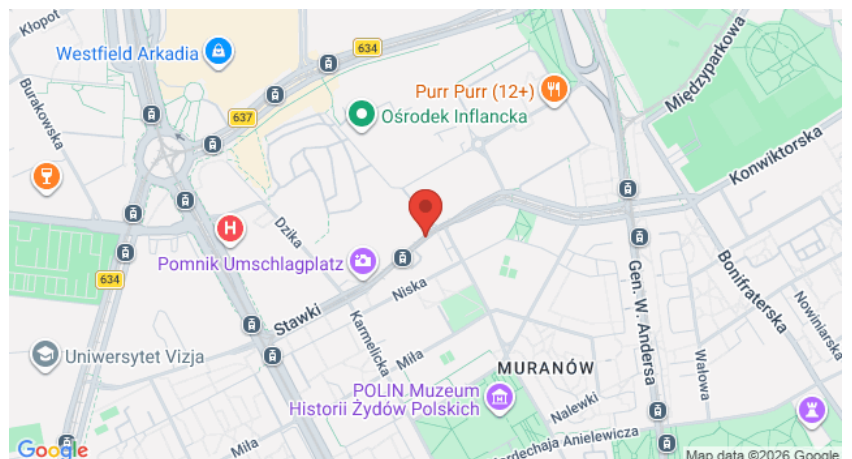 Kłopot
Westfield Arkadia
634
Międzyparkowa
Purr Purr (12+)
Burakowska
637
Ośrodek Inflancka
Konwiktorska
H
Dzika
Pomnik Umschlagplatz
634
Stawki
Niska
Gen. W. Andersa
Bonifraterska
Nowiniarska
Karmelicka
Uniwersytet Vizja
Miła
MURANÓW
Wałowa
POLIN Muzeum
Historii Żydów Polskich
Nalewki
Miła
Google
ordechaja Anielewicza
Map data ©2026 Google